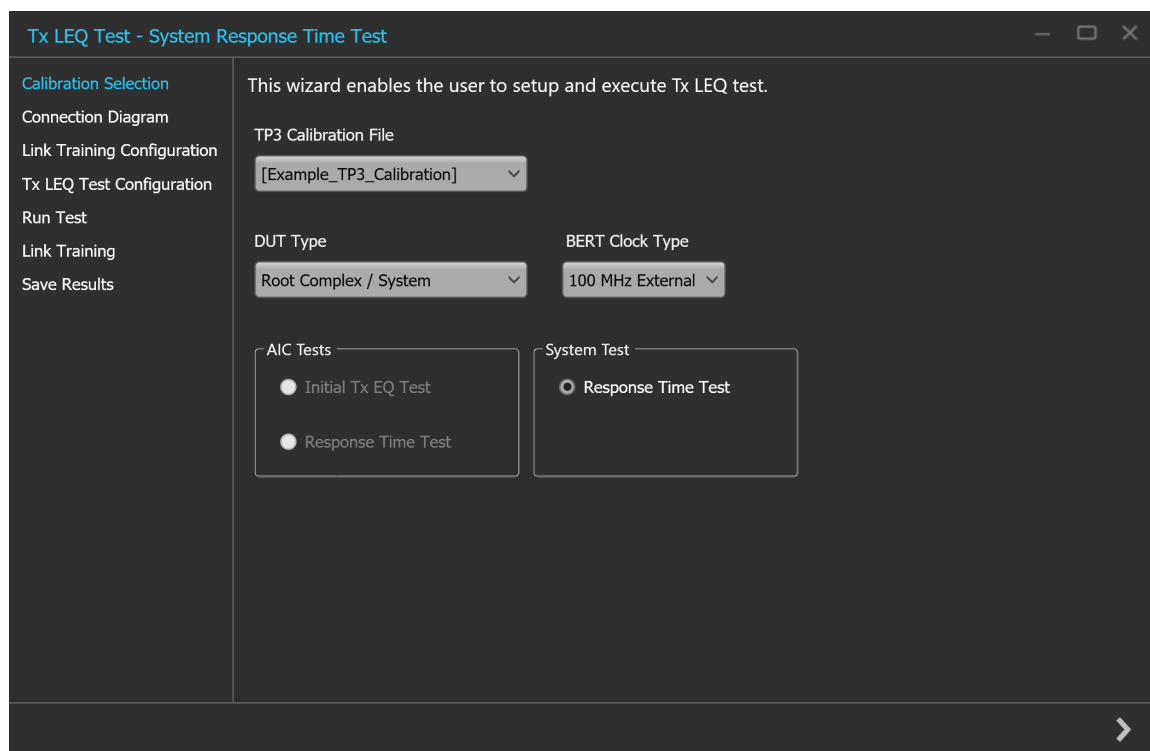 Tx LEQ Test - System Response Time Test
Calibration Selection
Connection Diagram
Link Training Configuration
Tx LEQ Test Configuration
Run Test
Link Training
Save Results
This wizard enables the user to setup and execute Tx LEQ test.
TP3 Calibration File
[Example_TP3_Calibration]
DUT Type
BERT Clock Type
Root Complex / System
100 MHz External
AIC Tests
Initial Tx EQ Test
Response Time Test
System Test
Response Time Test